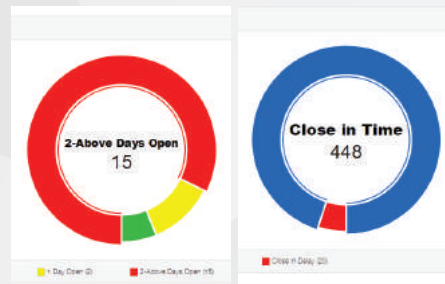 2-Above Days Open
15
1 Day Open (2)
2-Above Days Open (15)
Close in Time
448
Close in Delay (23)